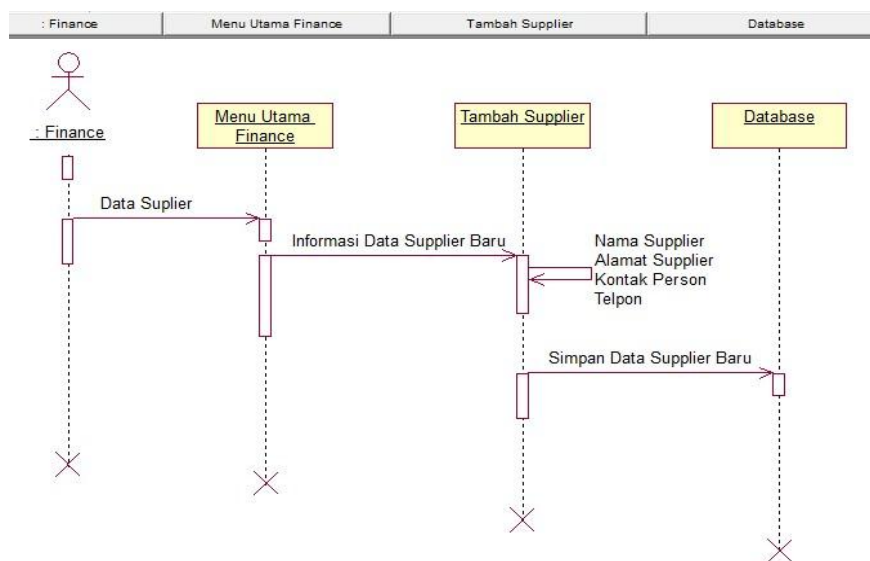 : Finance
Menu Utama Finance
Tambah Supplier
Database
: Finance
Menu Utama
Finance
Tambah Supplier
Database
Data Suplier
Informasi Data Supplier Baru
Nama Supplier
Alamat Supplier
Kontak Person
Telpon
Simpan Data Supplier Baru